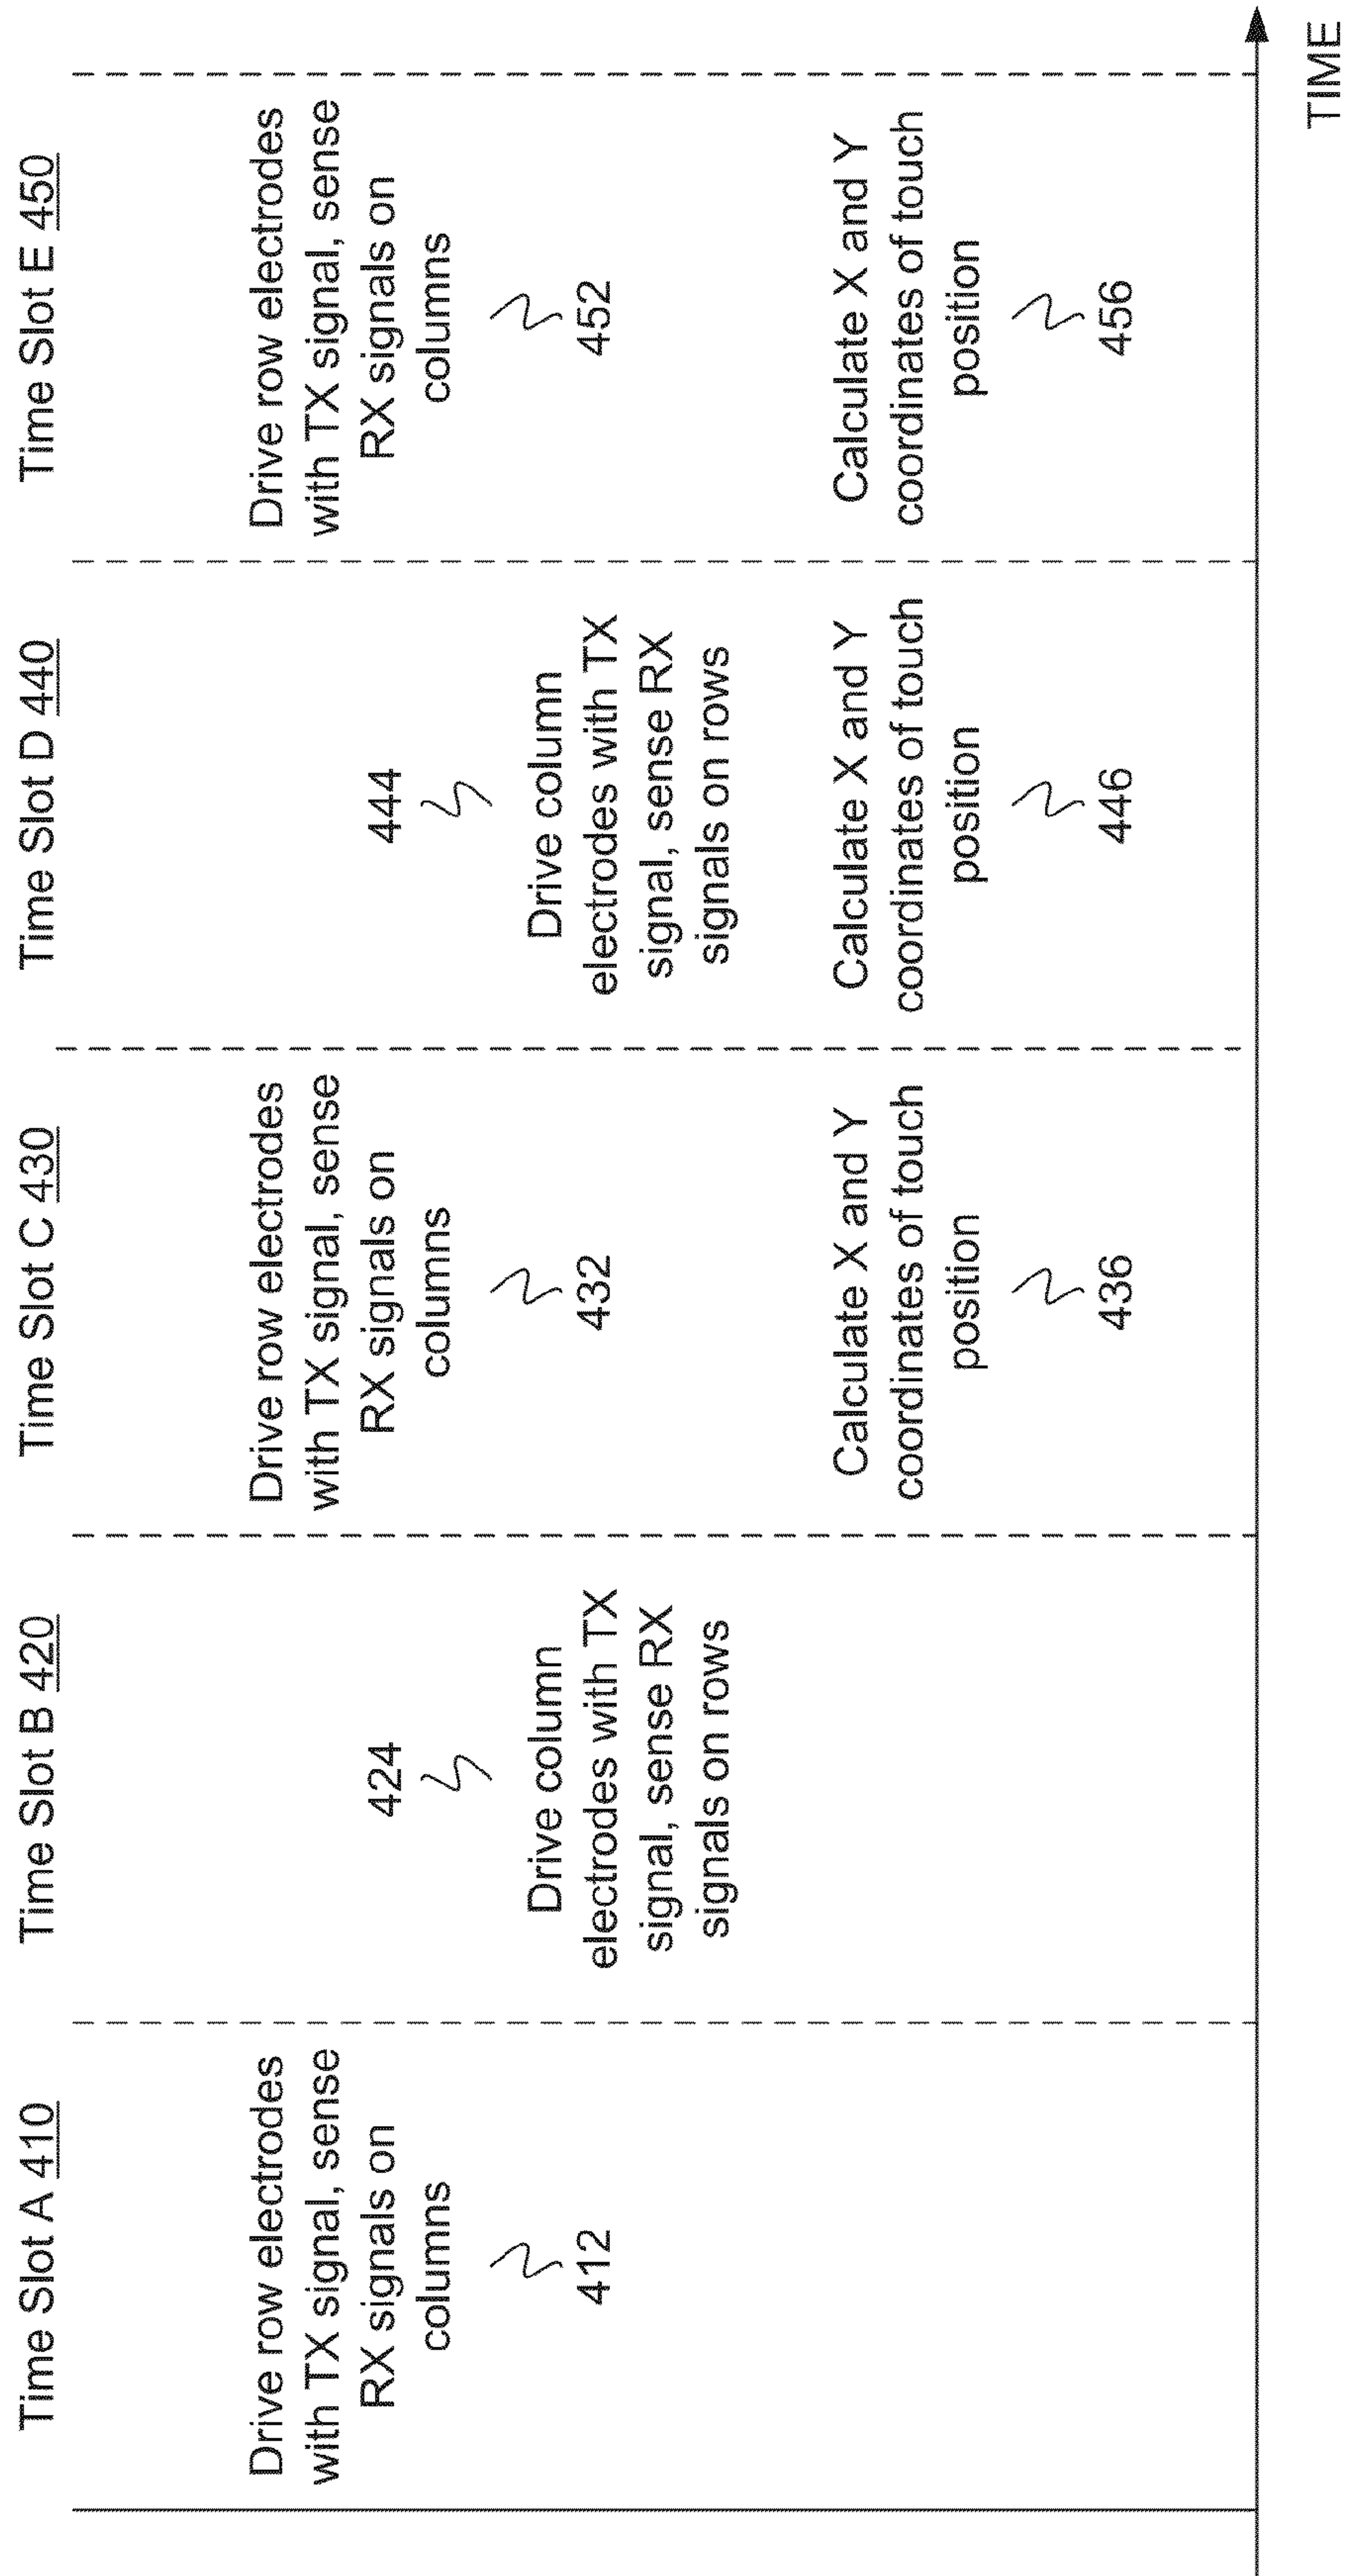 Time Slot A 410
Drive row electrodes
with TX signal, sense
RX signals on
columns
412
Time Slot B 420
424
Drive column
electrodes with TX
signal, sense RX
signals on rows
Time Slot C 430
Drive row electrodes
with TX signal, sense
RX signals on
columns
432
Calculate X and Y
coordinates of touch
position
436
Time Slot D 440
444
Drive column
electrodes with TX
signal, sense RX
signals on rows
Calculate X and Y
coordinates of touch
position
446
Time Slot E 450
Drive row electrodes
with TX signal, sense
RX signals on
columns
452
Calculate X and Y
coordinates of touch
position
456
TIME